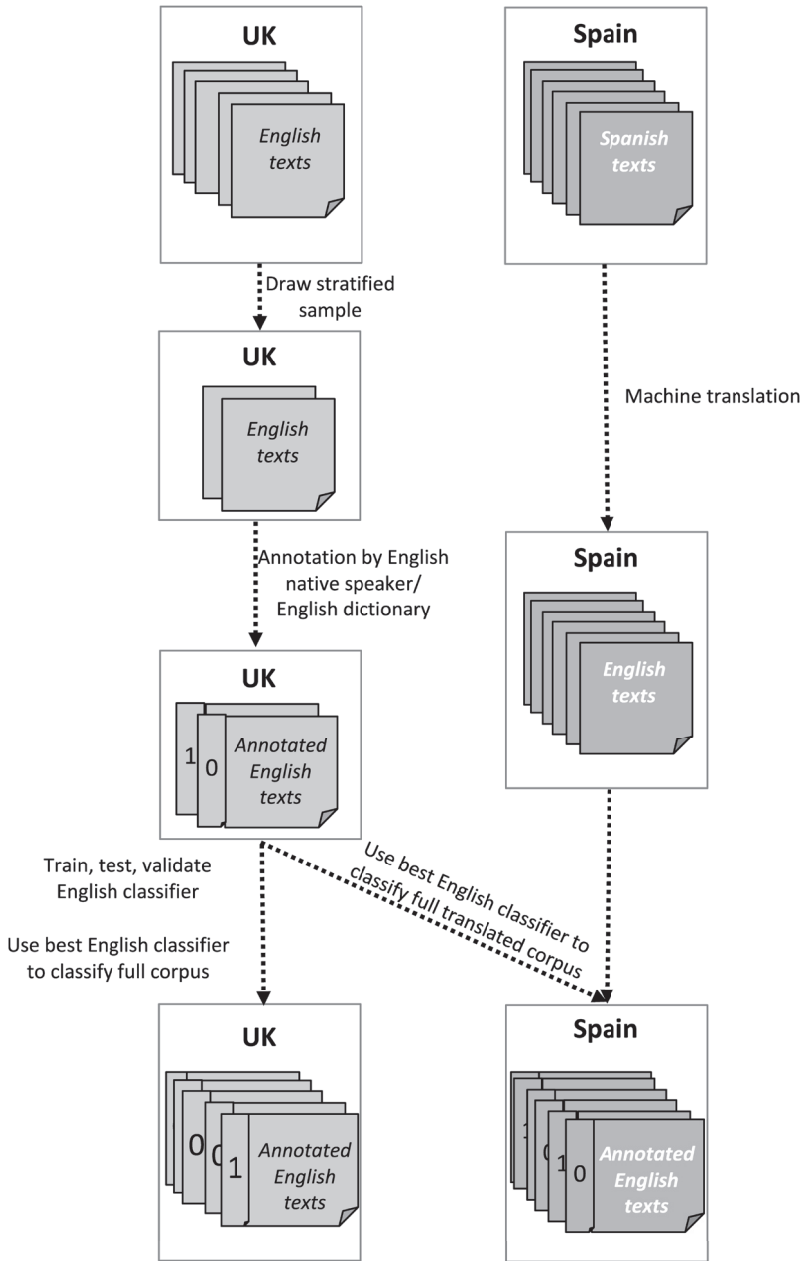 UK
English
texts
Spain
Spanish
texts
Draw stratified
sample
UK
English
texts
Machine translation
Annotation by English
native speaker/
English dictionary
Spain
English
texts
UK
1
0
Annotated
English
texts
Train, test, validate
English classifier
Use best English classifier
to classify full corpus
Use best English classifier to
classify full translated corpus
UK
0
0
1
Annotated
English
texts
Spain
1
0
1
0
Annotated
English
texts